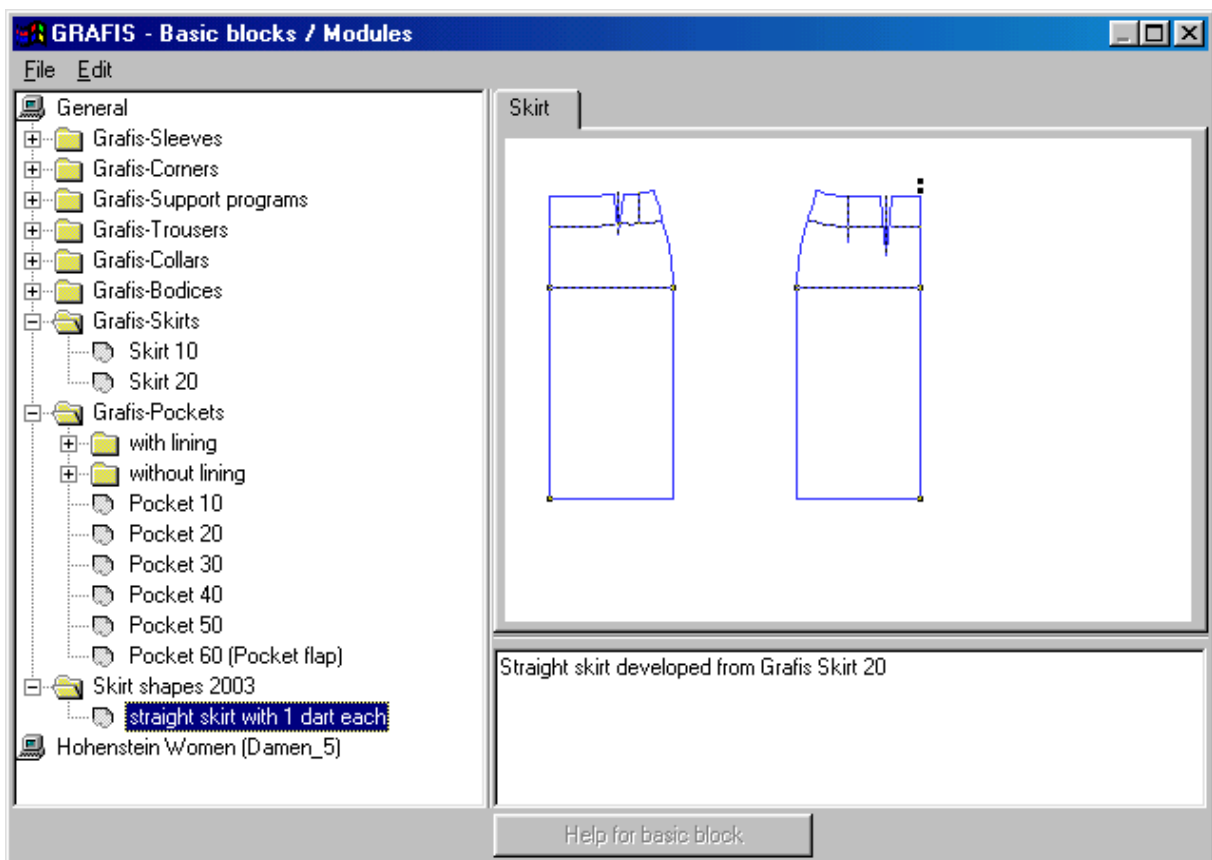 GRAFIS - Basic blocks / Modules
File Edit
General
Grafis-Sleeves
Grafis-Corners
Grafis-Support programs
Grafis-Trousers
Grafis-Collars
Grafis-Bodices
Grafis-Skirts
Skirt 10
Skirt 20
Grafis-Pockets
with lining
without lining
Pocket 10
Pocket 20
Pocket 30
Pocket 40
Pocket 50
Pocket 60 (Pocket flap)
Skirt shapes 2003
straight skirt with 1 dart each
Hohenstein Women (Damen_5)
Skirt
Straight skirt developed from Grafis Skirt 20
Help for basic block